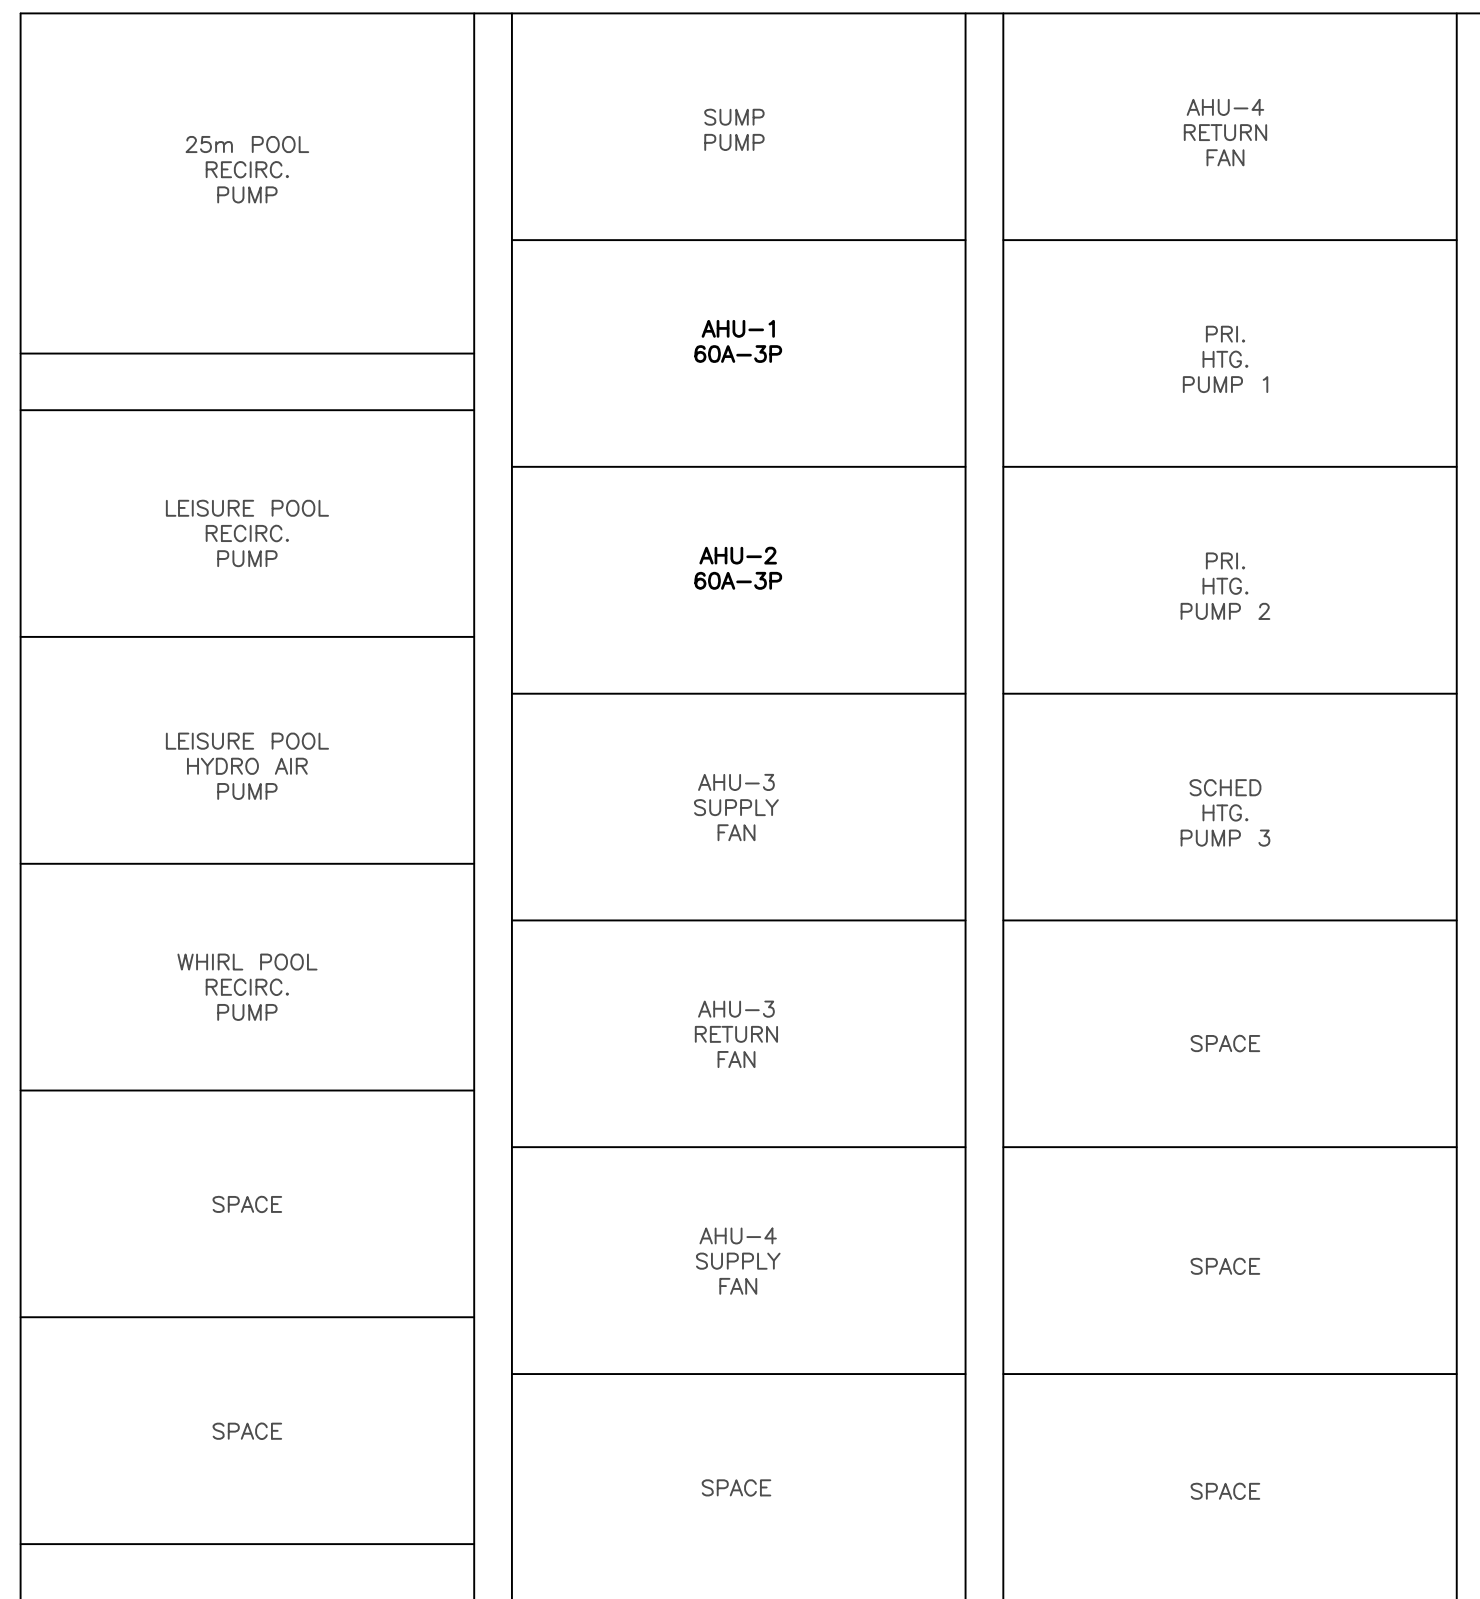 25m POOL
RECIRC.
PUMP
LEISURE POOL
RECIRC.
PUMP
LEISURE POOL
HYDRO AIR
PUMP
WHIRL POOL
RECIRC.
PUMP
SPACE
SPACE
SUMP
PUMP
AHU-1
60A-3P
AHU-2
60A-3P
AHU-3
SUPPLY
FAN
AHU-3
RETURN
FAN
AHU-4
SUPPLY
FAN
SPACE
AHU-4
RETURN
FAN
PRI.
HTG.
PUMP 1
PRI.
HTG.
PUMP 2
SCHED
HTG.
PUMP 3
SPACE
SPACE
SPACE